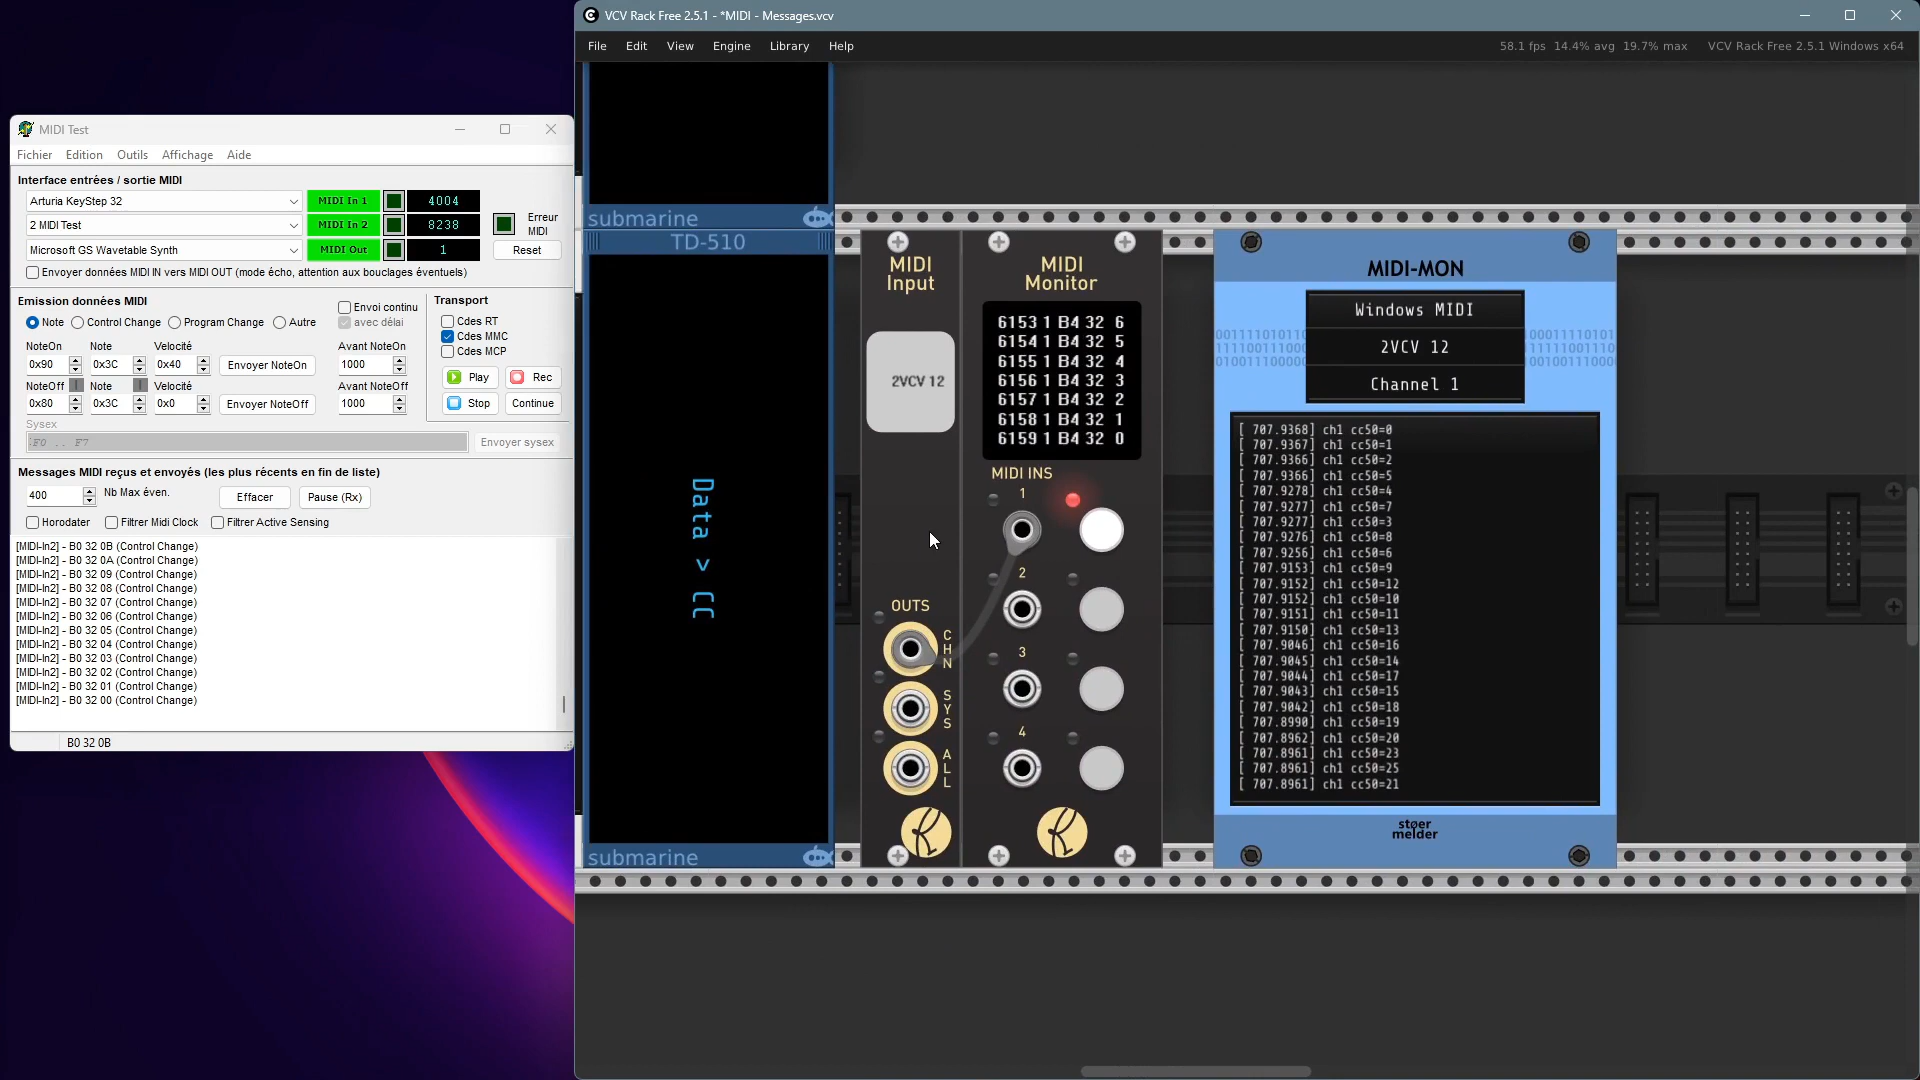 VCV Rack Free 2.5.1 - *MIDI - Messages.vcv
File Edit View Engine Library Help
58.1 fps 14.4% avg 19.7% max VCV Rack Free 2.5.1 Windows x64
MIDI Test
Fichier Edition Outils Affichage Aide
Interface entrées / sortie MIDI
Arturia KeyStep 32 MIDI In 1 4004
2 MIDI Test MIDI In 2 8238
Erreur
MIDI
Microsoft GS Wavetable Synth MIDI Out 1 Reset
Envoyer données MIDI IN vers MIDI OUT (mode écho, attention aux bouclages éventuels)
Emission données MIDI
Envoi continu
Note Control Change Program Change Autre avec délai
NoteOn Note Vélocité Avant NoteOn
0x90 0x3C 0x40 Envoyer NoteOn 1000
NoteOff Note Velocité Avant NoteOff
0x80 0x3C 0x0 Envoyer NoteOff 1000
Sysex
F0 .. F7 Envoyer sysex
Transport
Cdes RT
Cdes MMC
Cdes MCP
Play Rec
Stop Continue
Messages MIDI reçus et envoyés (les plus récents en fin de liste)
400 Nb Max éven. Effacer Pause (Rx)
Horodater Filtrer Midi Clock Filtrer Active Sensing
[MIDI-In2] - B0 32 0B (Control Change)
[MIDI-In2] - B0 32 0A (Control Change)
[MIDI-In2] - B0 32 09 (Control Change)
[MIDI-In2] - B0 32 08 (Control Change)
[MIDI-In2] - B0 32 07 (Control Change)
[MIDI-In2] - B0 32 06 (Control Change)
[MIDI-In2] - B0 32 05 (Control Change)
[MIDI-In2] - B0 32 04 (Control Change)
[MIDI-In2] - B0 32 03 (Control Change)
[MIDI-In2] - B0 32 02 (Control Change)
[MIDI-In2] - B0 32 01 (Control Change)
[MIDI-In2] - B0 32 00 (Control Change)
B0 32 0B
submarine
TD-510
Data > CC
submarine
MIDI
Input
2VCV 12
OUTS
CHN
SYS
ALL
MIDI
Monitor
6153 1 B4 32 6
6154 1 B4 32 5
6155 1 B4 32 4
6156 1 B4 32 3
6157 1 B4 32 2
6158 1 B4 32 1
6159 1 B4 32 0
MIDI INS
1
2
3
4
MIDI-MON
Windows MIDI
2VCV 12
Channel 1
[ 707.9368] ch1 cc50=0
[ 707.9367] ch1 cc50=1
[ 707.9366] ch1 cc50=2
[ 707.9366] ch1 cc50=5
[ 707.9278] ch1 cc50=4
[ 707.9277] ch1 cc50=7
[ 707.9277] ch1 cc50=3
[ 707.9276] ch1 cc50=8
[ 707.9256] ch1 cc50=6
[ 707.9153] ch1 cc50=9
[ 707.9152] ch1 cc50=12
[ 707.9152] ch1 cc50=10
[ 707.9151] ch1 cc50=11
[ 707.9150] ch1 cc50=13
[ 707.9046] ch1 cc50=16
[ 707.9045] ch1 cc50=14
[ 707.9044] ch1 cc50=17
[ 707.9043] ch1 cc50=15
[ 707.9042] ch1 cc50=18
[ 707.8990] ch1 cc50=19
[ 707.8962] ch1 cc50=20
[ 707.8961] ch1 cc50=23
[ 707.8961] ch1 cc50=25
[ 707.8961] ch1 cc50=21
støer
melder